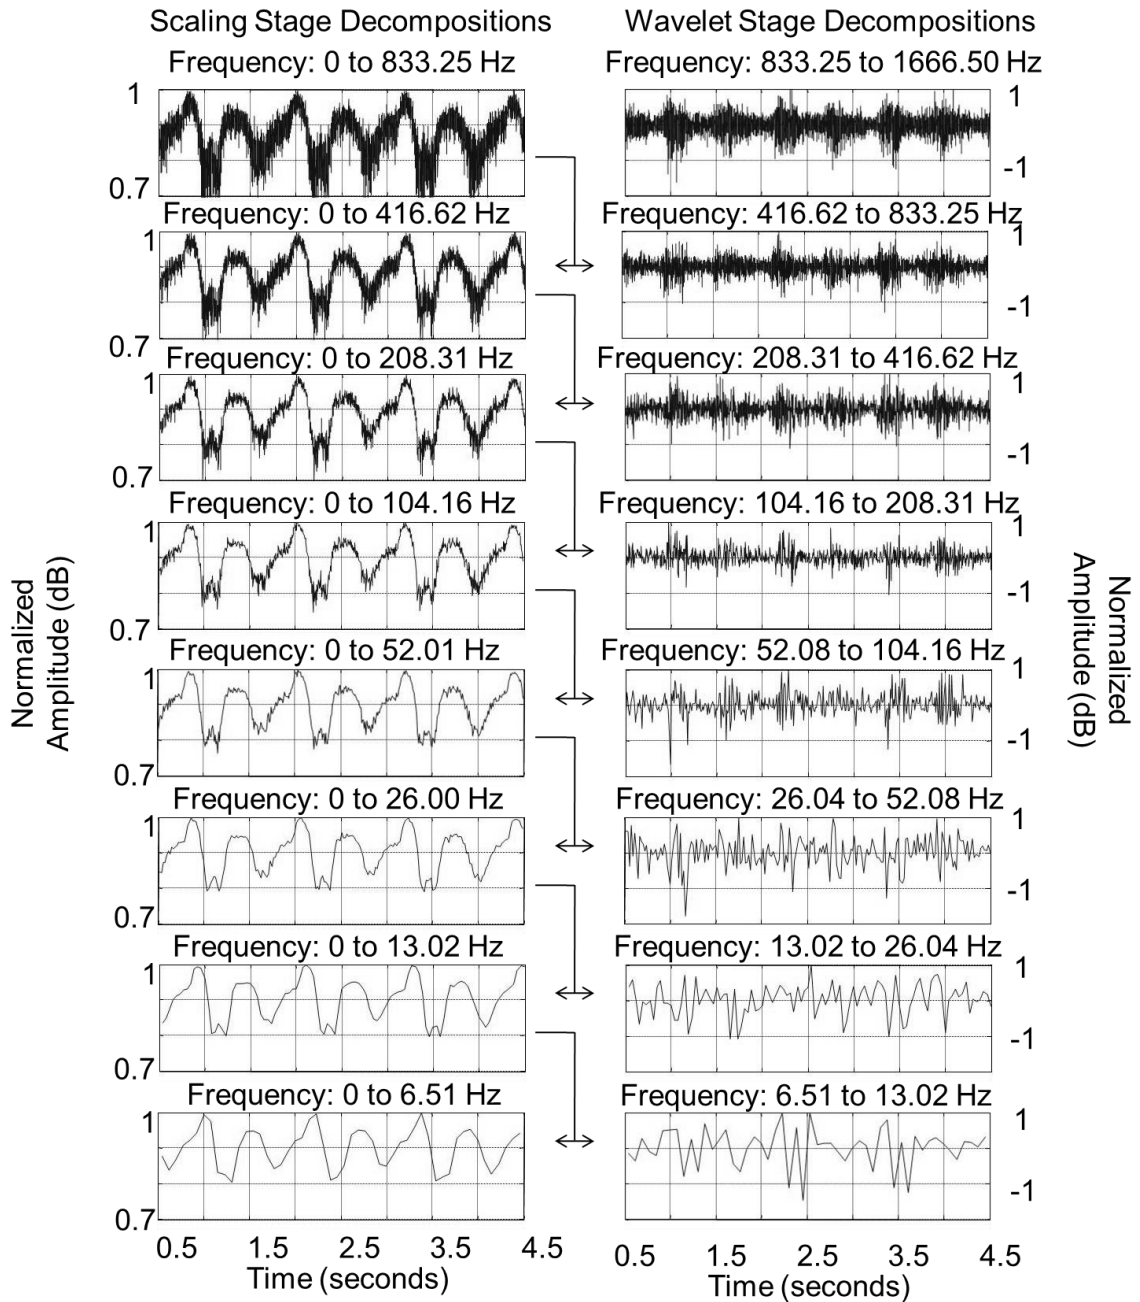 Scaling Stage Decompositions
Wavelet Stage Decompositions
Frequency: 0 to 833.25 Hz
833.25 to 1666.50 Hz
1
0.7
1
-1
Frequency: 0 to 416.62 Hz
Frequency: 416.62 to 833.25 Hz
1
0.7
1
-1
Frequency: 0 to 208.31 Hz
Frequency: 208.31 to 416.62 Hz
1
0.7
1
-1
Frequency: 0 to 104.16 Hz
Frequency: 104.16 to 208.31 Hz
1
0.7
1
-1
Normalized
Amplitude (dB)
Normalized
Amplitude (dB)
Frequency: 0 to 52.01 Hz
Frequency: 52.08 to 104.16 Hz
1
0.7
1
-1
Frequency: 0 to 26.00 Hz
Frequency: 26.04 to 52.08 Hz
1
0.7
1
-1
Frequency: 0 to 13.02 Hz
Frequency: 13.02 to 26.04 Hz
1
0.7
1
-1
Frequency: 0 to 6.51 Hz
Frequency: 6.51 to 13.02 Hz
1
0.7
1
-1
0.5 1.5 2.5 3.5 4.5
Time (seconds)
0.5 1.5 2.5 3.5 4.5
Time (seconds)